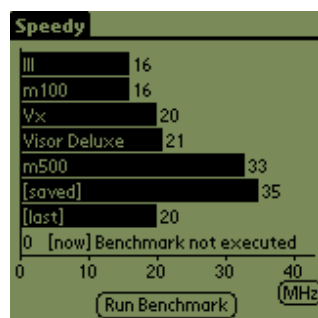 Speedy
III 16
m100 16
Vx 20
Visor Deluxe 21
m500 33
[saved] 35
[last] 20
0 [now] Benchmark not executed
0 10 20 30 40
(MHz
Run Benchmark